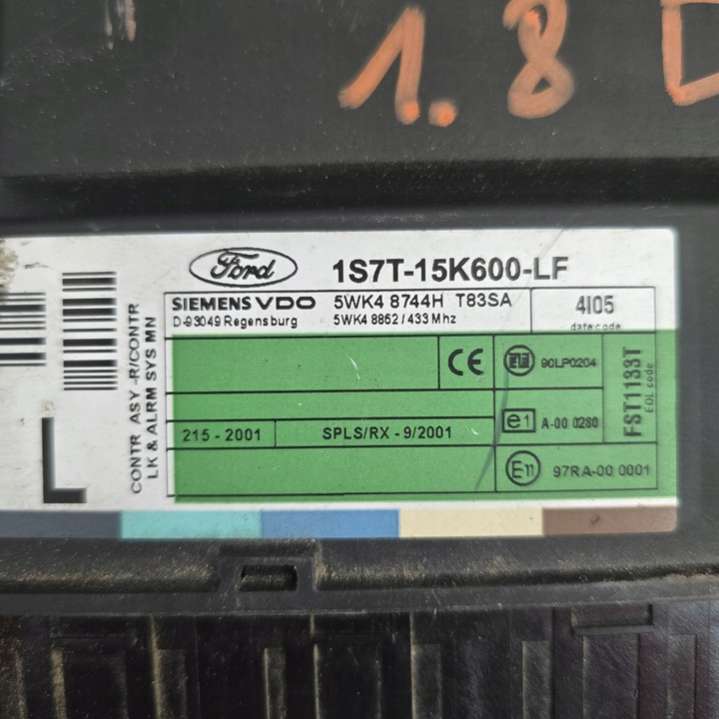 1.8
Ford
1S7T-15K600-LF
SIEMENS VDO
5WK4 8744H T83SA
4I05
D-93049 Regensburg
5WK4 8862 / 433 Mhz
date code
CE
90LP0204
FST1133T
EOL code
e1
A-00 0280
215 - 2001
SPLS/RX - 9/2001
E11
97RA-00 0001
CONTR ASY -R/CONTR
LK & ALRM SYS MN
L